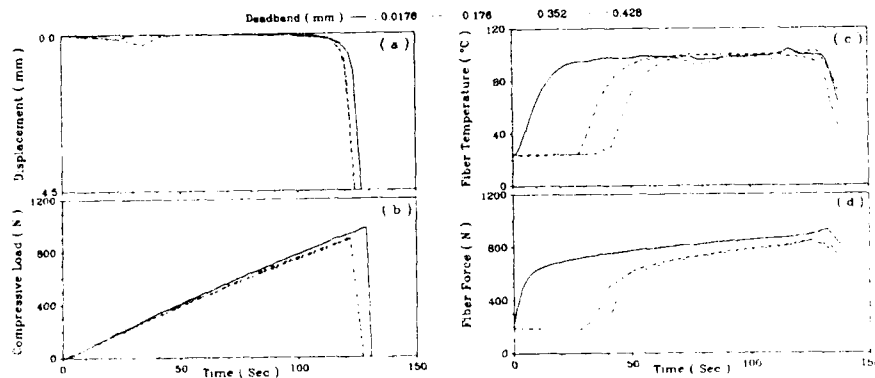 Deadband ( mm ) 0.0176 0.176 0.352 0.428
( a )
Displacement ( mm )
0.0
4.5
( b )
Compressive Load ( N )
1200
800
400
0
0 50 100 150
Time ( Sec )
( c )
Fiber Temperature ( °C )
120
80
40
0
( d )
Fiber Force ( N )
1200
800
400
0
0 50 100 150
Time ( Sec )